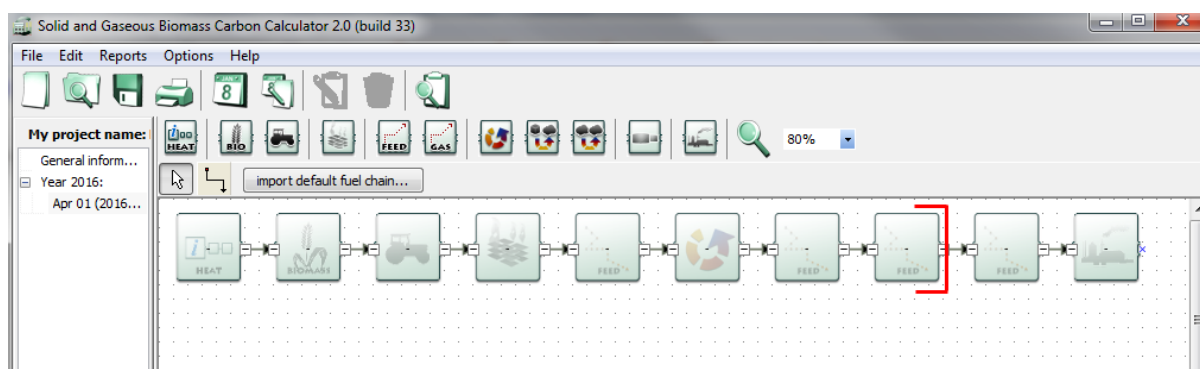 Solid and Gaseous Biomass Carbon Calculator 2.0 (build 33)
File Edit Reports Options Help
8
My project name:
HEAT BIO FEED GAS 80%
General inform...
Year 2016:
import default fuel chain...
Apr 01 (2016...
HEAT BIOMASS FEED FEED FEED FEED